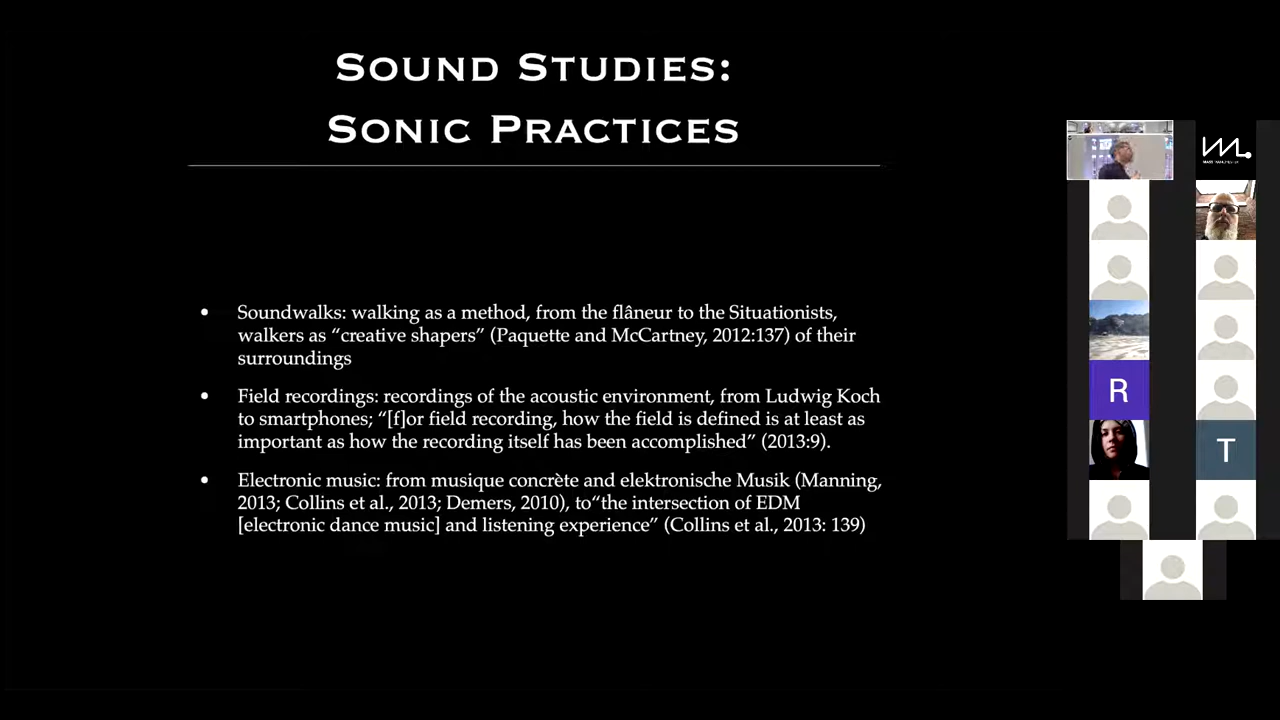 SOUND STUDIES:
SONIC PRACTICES
• Soundwalks: walking as a method, from the flâneur to the Situationists,
walkers as “creative shapers” (Paquette and McCartney, 2012:137) of their
surroundings
• Field recordings: recordings of the acoustic environment, from Ludwig Koch
to smartphones; “[f]or field recording, how the field is defined is at least as
important as how the recording itself has been accomplished” (2013:9).
• Electronic music: from musique concrète and elektronische Musik (Manning,
2013; Collins et al., 2013; Demers, 2010), to“the intersection of EDM
[electronic dance music] and listening experience” (Collins et al., 2013: 139)
R
T